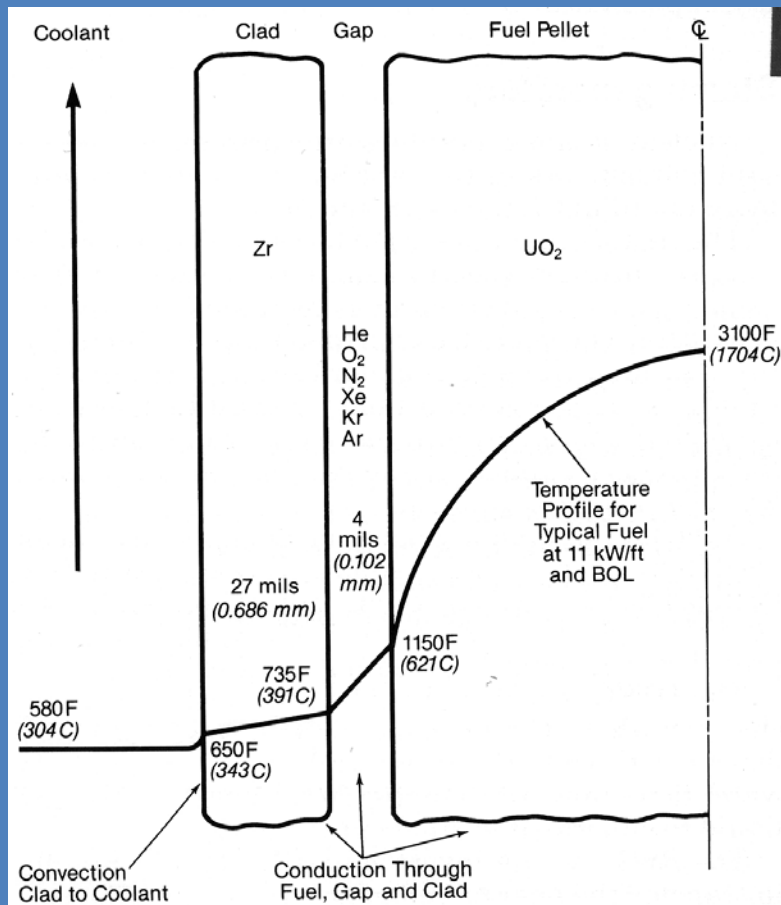 Coolant
Clad
Gap
Fuel Pellet
℄
Zr
UO₂
He
O₂
N₂
Xe
Kr
Ar
3100F
(1704C)
Temperature
Profile for
Typical Fuel
at 11 kW/ft
and BOL
4
mils
(0.102
mm)
27 mils
(0.686 mm)
1150F
(621C)
735F
(391C)
580F
(304C)
650F
(343C)
Convection
Clad to Coolant
Conduction Through
Fuel, Gap and Clad